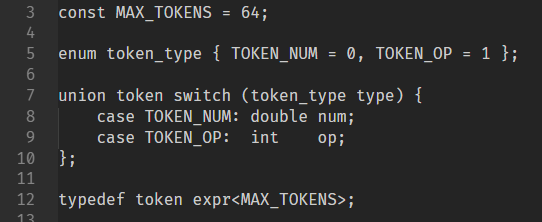 3 const MAX_TOKENS = 64;
4
5 enum token_type { TOKEN_NUM = 0, TOKEN_OP = 1 };
6
7 union token switch (token_type type) {
8     case TOKEN_NUM: double num;
9     case TOKEN_OP:  int    op;
10 };
11
12 typedef token expr<MAX_TOKENS>;
13